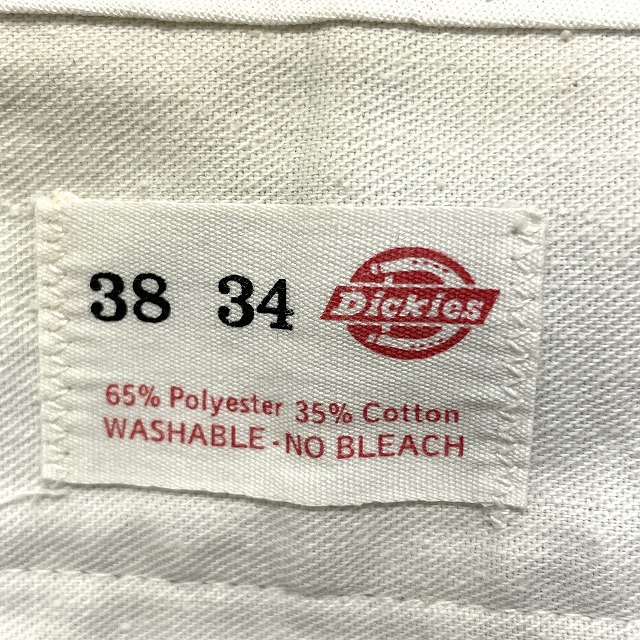 38 34 Dickies
65% Polyester 35% Cotton
WASHABLE - NO BLEACH